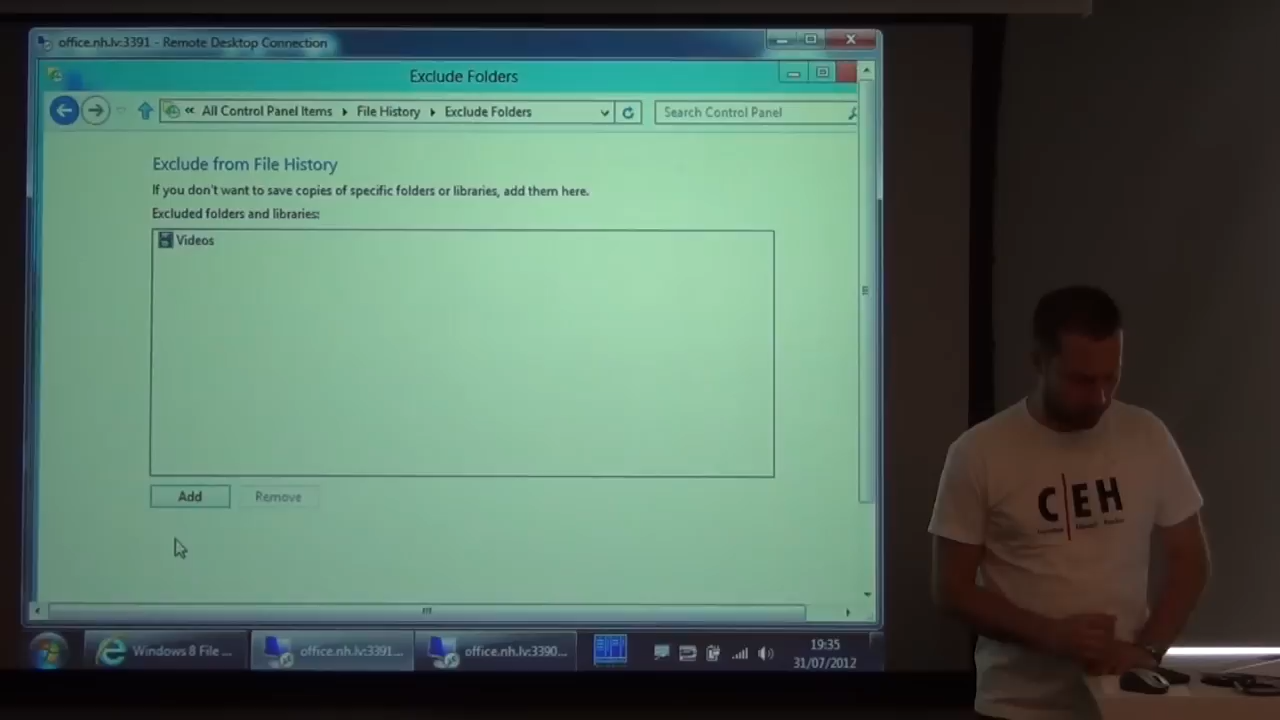 office.nh.lv:3391 - Remote Desktop Connection
Exclude Folders
« All Control Panel Items ▸ File History ▸ Exclude Folders
Search Control Panel
Exclude from File History
If you don't want to save copies of specific folders or libraries, add them here.
Excluded folders and libraries:
Videos
Add
Remove
Windows 8 File ...
office.nh.lv:3391...
office.nh.lv:3390...
19:35
31/07/2012
C|EH